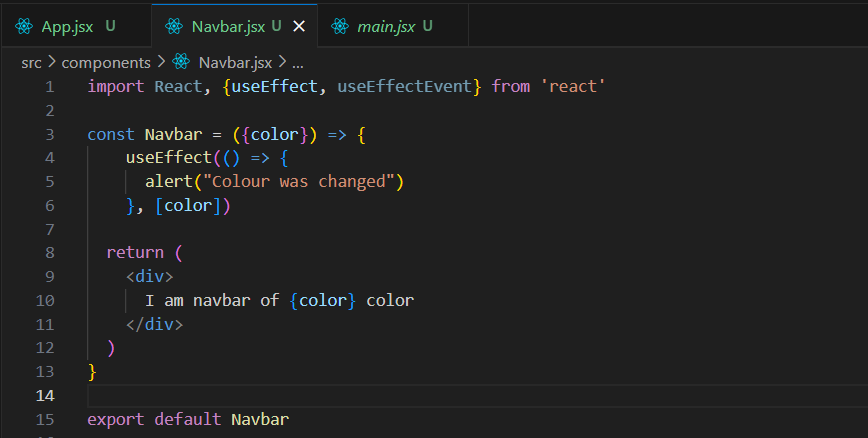 App.jsx U Navbar.jsx U × main.jsx U
src > components > Navbar.jsx > ...
1 import React, {useEffect, useEffectEvent} from 'react'
2
3 const Navbar = ({color}) => {
4     useEffect(() => {
5       alert("Colour was changed")
6     }, [color])
7
8   return (
9     <div>
10       I am navbar of {color} color
11     </div>
12   )
13 }
14
15 export default Navbar